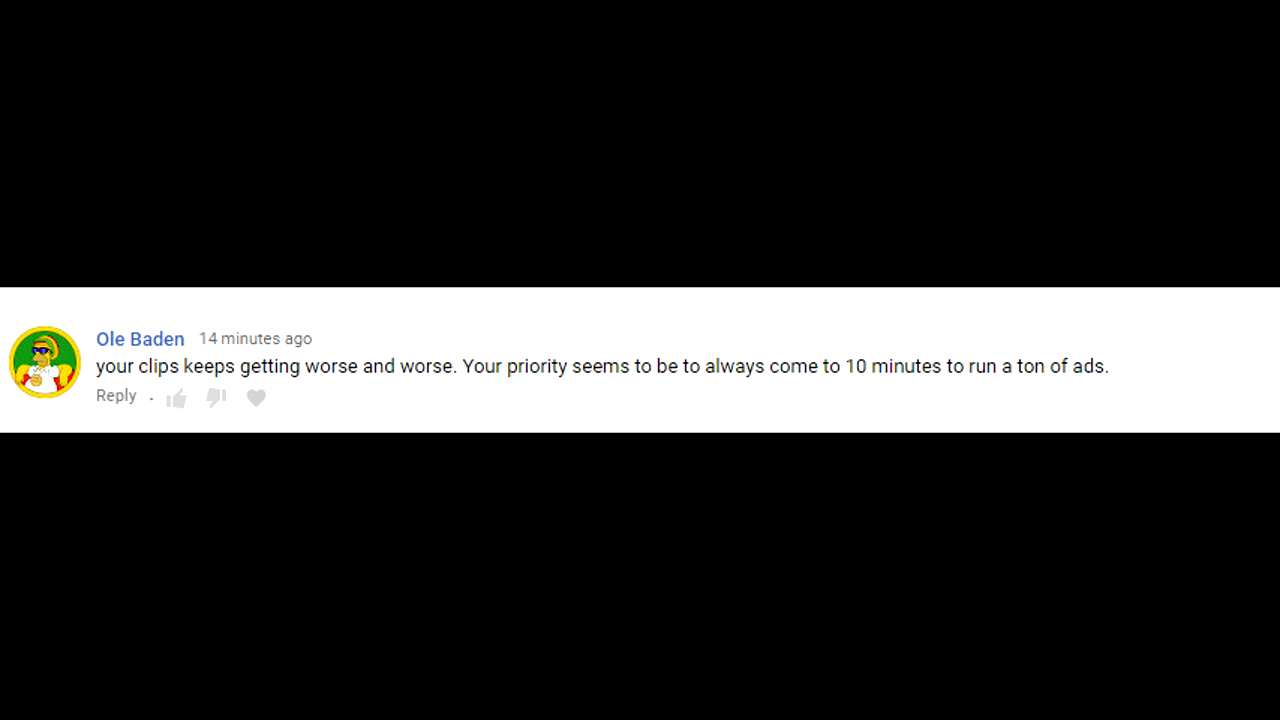 Ole Baden 14 minutes ago
your clips keeps getting worse and worse. Your priority seems to be to always come to 10 minutes to run a ton of ads.
Reply .